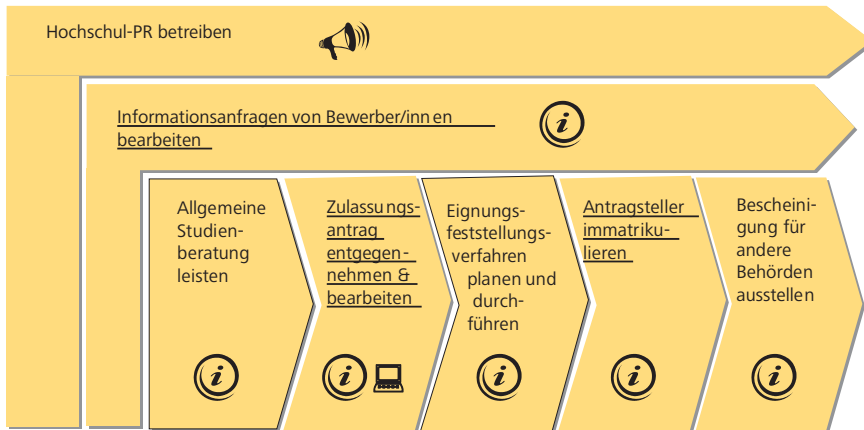 Hochschul-PR betreiben
Informationsanfragen von Bewerber/innen
bearbeiten
Allgemeine
Studien-
beratung
leisten
Zulassungs-
antrag
entgegen-
nehmen &
bearbeiten
Eignungs-
feststellungs-
verfahren
planen und
durch-
führen
Antragsteller
immatriku-
lieren
Bescheini-
gung für
andere
Behörden
ausstellen
i
i
i
i
i
i